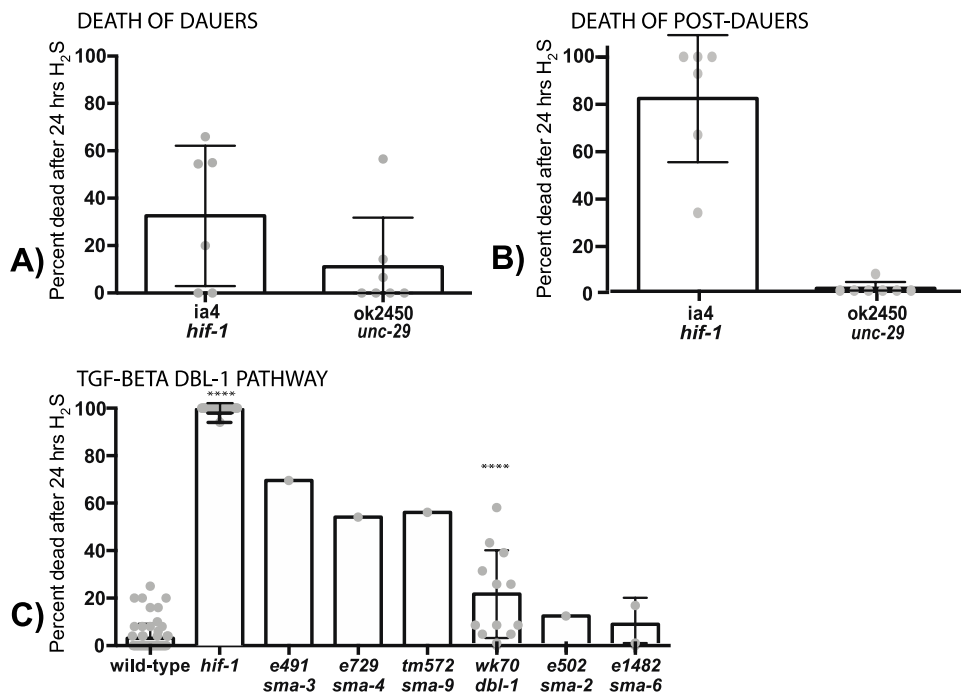 DEATH OF DAUERS
Percent dead after 24 hrs H2S
100
80
60
40
20
0
A)
ia4
hif-1
ok2450
unc-29
DEATH OF POST-DAUERS
Percent dead after 24 hrs H2S
100
80
60
40
20
0
B)
ia4
hif-1
ok2450
unc-29
TGF-BETA DBL-1 PATHWAY
Percent dead after 24 hrs H2S
100
80
60
40
20
0
C)
****
****
wild-type hif-1 e491 e729 tm572 wk70 e502 e1482
sma-3 sma-4 sma-9 dbl-1 sma-2 sma-6